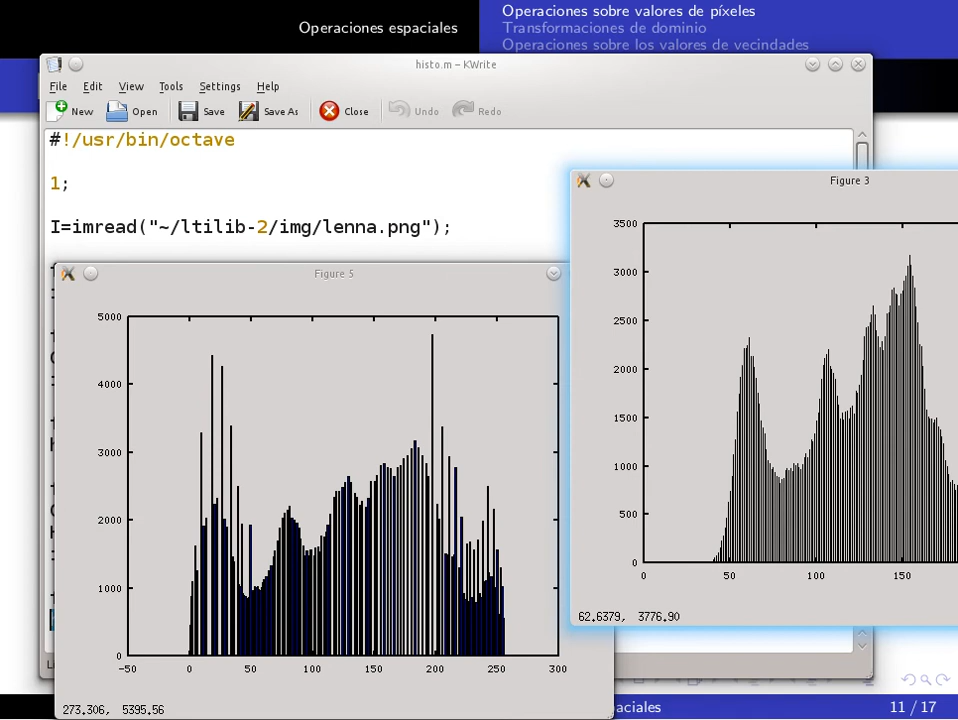 Operaciones espaciales
Operaciones sobre valores de píxeles
Transformaciones de dominio
Operaciones sobre los valores de vecindades
histo.m – KWrite
File Edit View Tools Settings Help
New Open Save Save As Close Undo Redo
#!/usr/bin/octave
1;
I=imread("~/ltilib-2/img/lenna.png");
Figure 5
5000
4000
3000
2000
1000
0
-50 0 50 100 150 200 250 300
273.306, 5395.56
Figure 3
3500
3000
2500
2000
1500
1000
500
0
0 50 100 150
62.6379, 3776.90
aciales
11 / 17